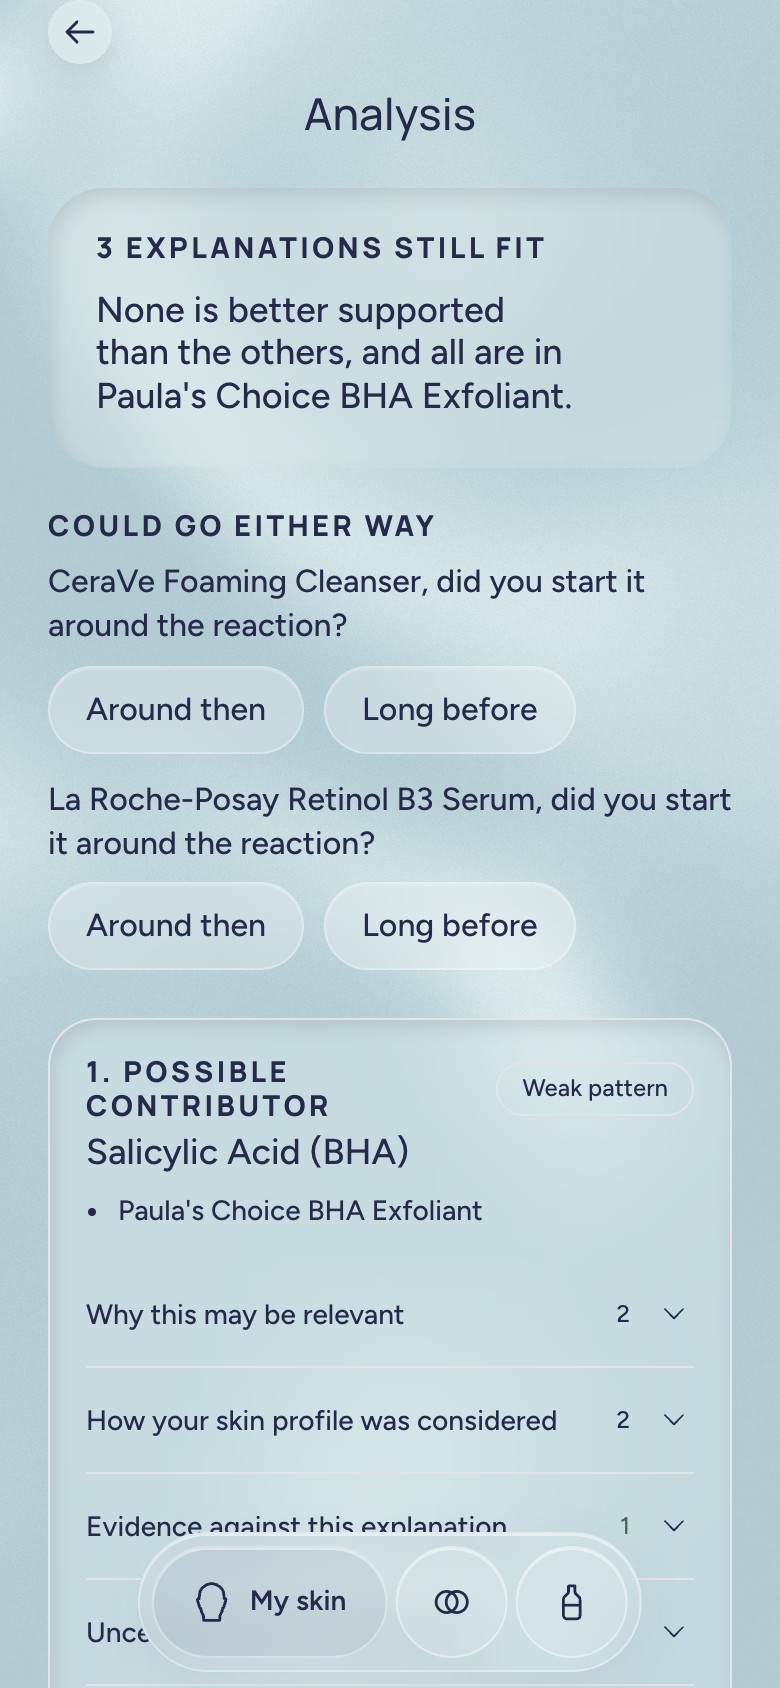 Analysis
3 EXPLANATIONS STILL FIT
None is better supported
than the others, and all are in
Paula's Choice BHA Exfoliant.
COULD GO EITHER WAY
CeraVe Foaming Cleanser, did you start it
around the reaction?
Around then
Long before
La Roche-Posay Retinol B3 Serum, did you start
it around the reaction?
Around then
Long before
1. POSSIBLE
CONTRIBUTOR
Weak pattern
Salicylic Acid (BHA)
• Paula's Choice BHA Exfoliant
Why this may be relevant 2
How your skin profile was considered 2
Evidence against this explanation 1
My skin